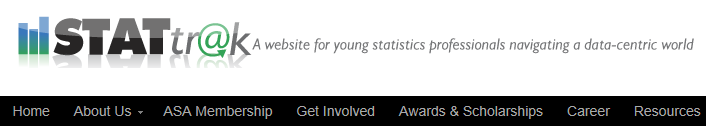 STATtr@k A website for young statistics professionals navigating a data-centric world
Home About Us ASA Membership Get Involved Awards & Scholarships Career Resources